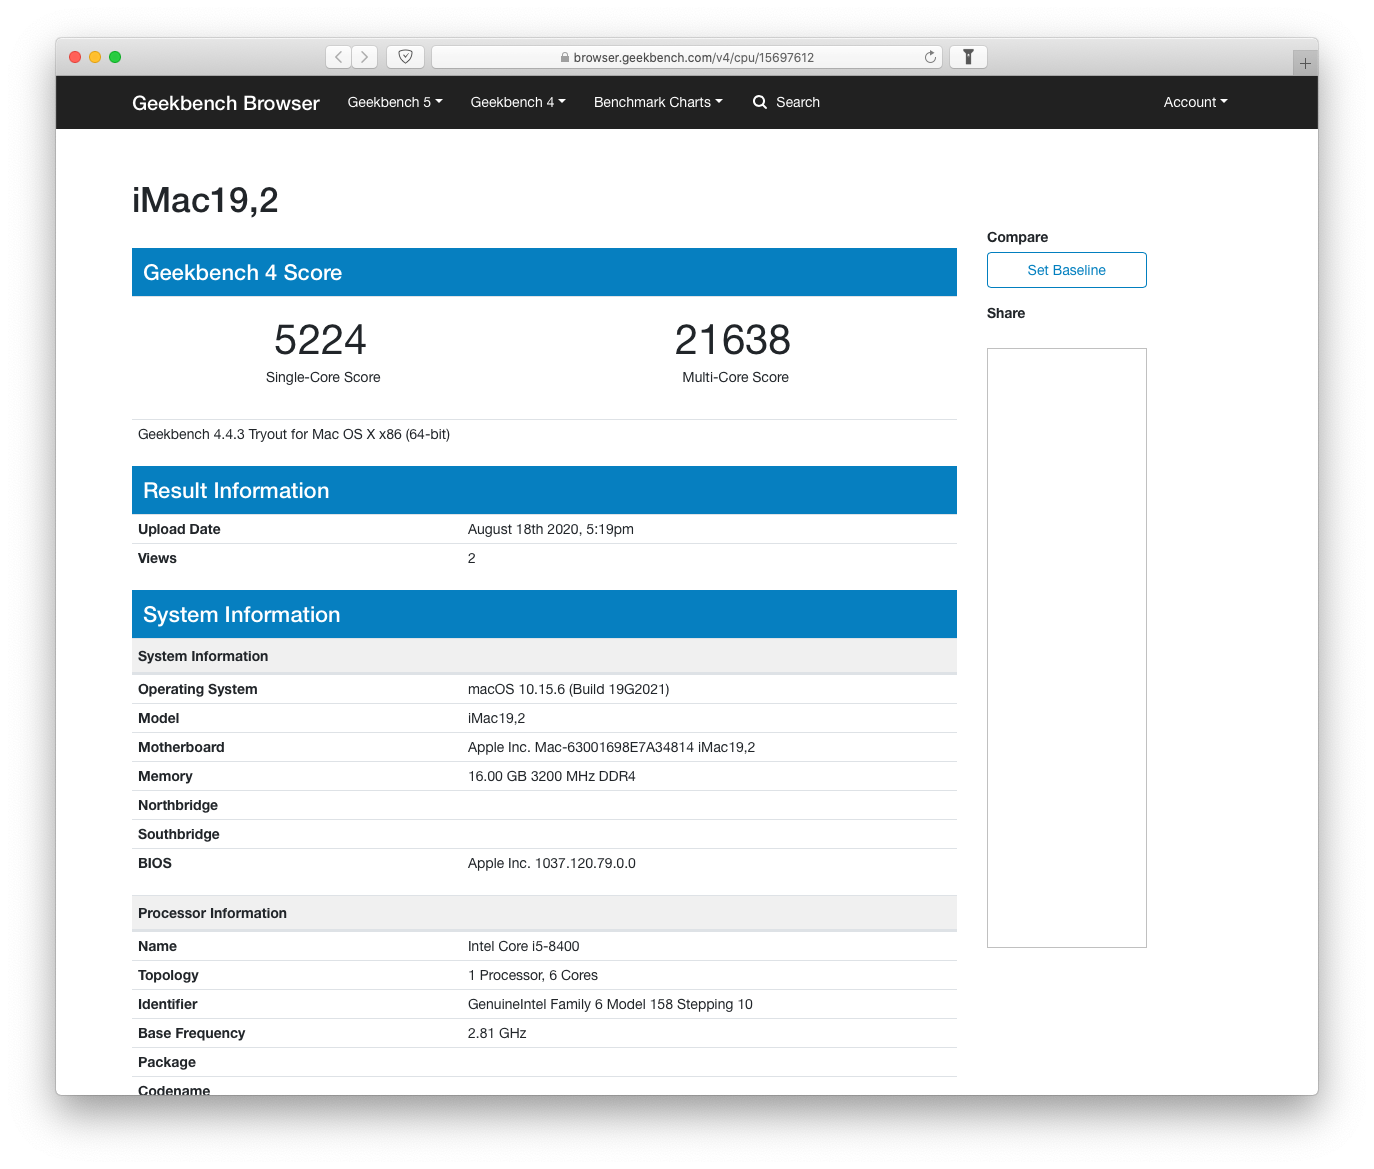 browser.geekbench.com/v4/cpu/15697612
Geekbench Browser Geekbench 5 Geekbench 4 Benchmark Charts Search Account
iMac19,2
Compare
Set Baseline
Share
Geekbench 4 Score
5224 21638
Single-Core Score Multi-Core Score
Geekbench 4.4.3 Tryout for Mac OS X x86 (64-bit)
Result Information
Upload Date August 18th 2020, 5:19pm
Views 2
System Information
System Information
Operating System macOS 10.15.6 (Build 19G2021)
Model iMac19,2
Motherboard Apple Inc. Mac-63001698E7A34814 iMac19,2
Memory 16.00 GB 3200 MHz DDR4
Northbridge
Southbridge
BIOS Apple Inc. 1037.120.79.0.0
Processor Information
Name Intel Core i5-8400
Topology 1 Processor, 6 Cores
Identifier GenuineIntel Family 6 Model 158 Stepping 10
Base Frequency 2.81 GHz
Package
Codename